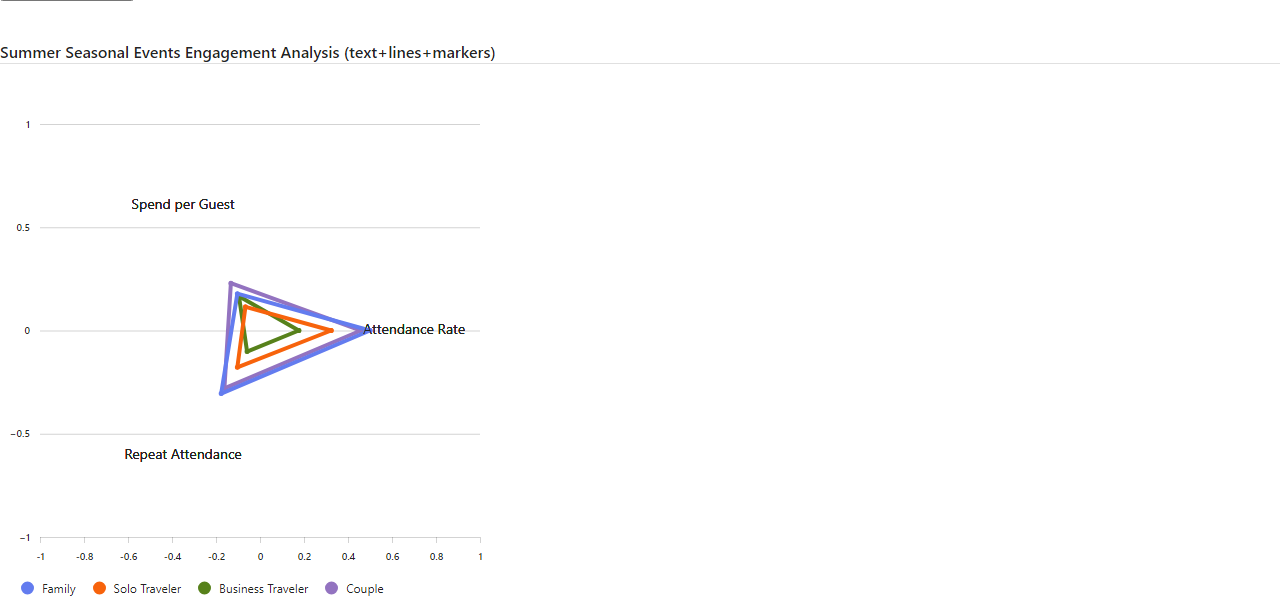 Summer Seasonal Events Engagement Analysis (text+lines+markers)
1
Spend per Guest
0.5
0
Attendance Rate
−0.5
Repeat Attendance
−1
-1 -0.8 -0.6 -0.4 -0.2 0 0.2 0.4 0.6 0.8 1
Family Solo Traveler Business Traveler Couple